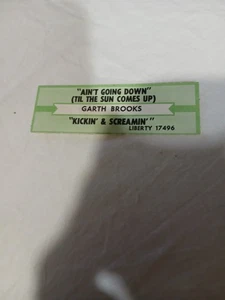 "AIN'T GOING DOWN"
(TIL THE SUN COMES UP)
GARTH BROOKS
"KICKIN' & SCREAMIN'"
LIBERTY 17496